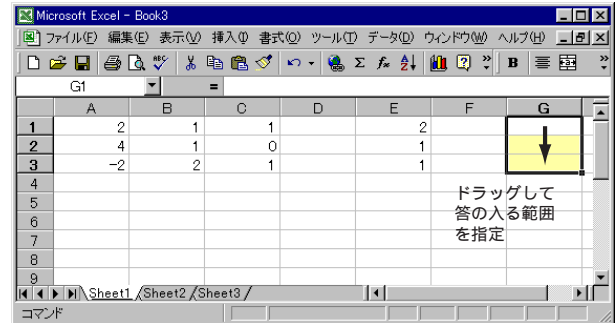 Microsoft Excel - Book3
ファイル(F) 編集(E) 表示(V) 挿入(I) 書式(O) ツール(T) データ(D) ウィンドウ(W) ヘルプ(H)
ABC Σ fx B
G1 =
A B C D E F G
1 2 1 1 2
2 4 1 0 1
3 -2 2 1 1
4
5
6
7
8
9
ドラッグして
答の入る範囲
を指定
Sheet1 Sheet2 Sheet3
コマンド